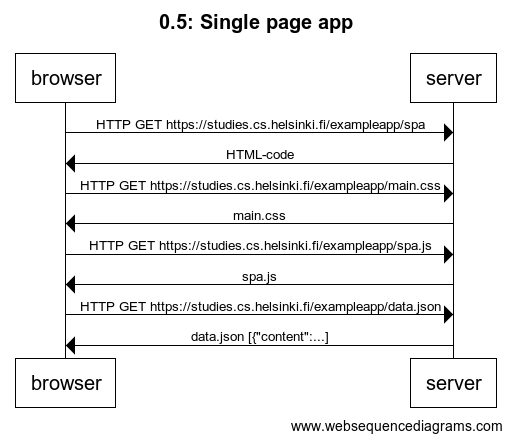 0.5: Single page app
browser server
HTTP GET https://studies.cs.helsinki.fi/exampleapp/spa
HTML-code
HTTP GET https://studies.cs.helsinki.fi/exampleapp/main.css
main.css
HTTP GET https://studies.cs.helsinki.fi/exampleapp/spa.js
spa.js
HTTP GET https://studies.cs.helsinki.fi/exampleapp/data.json
data.json [{"content":...]
browser server
www.websequencediagrams.com